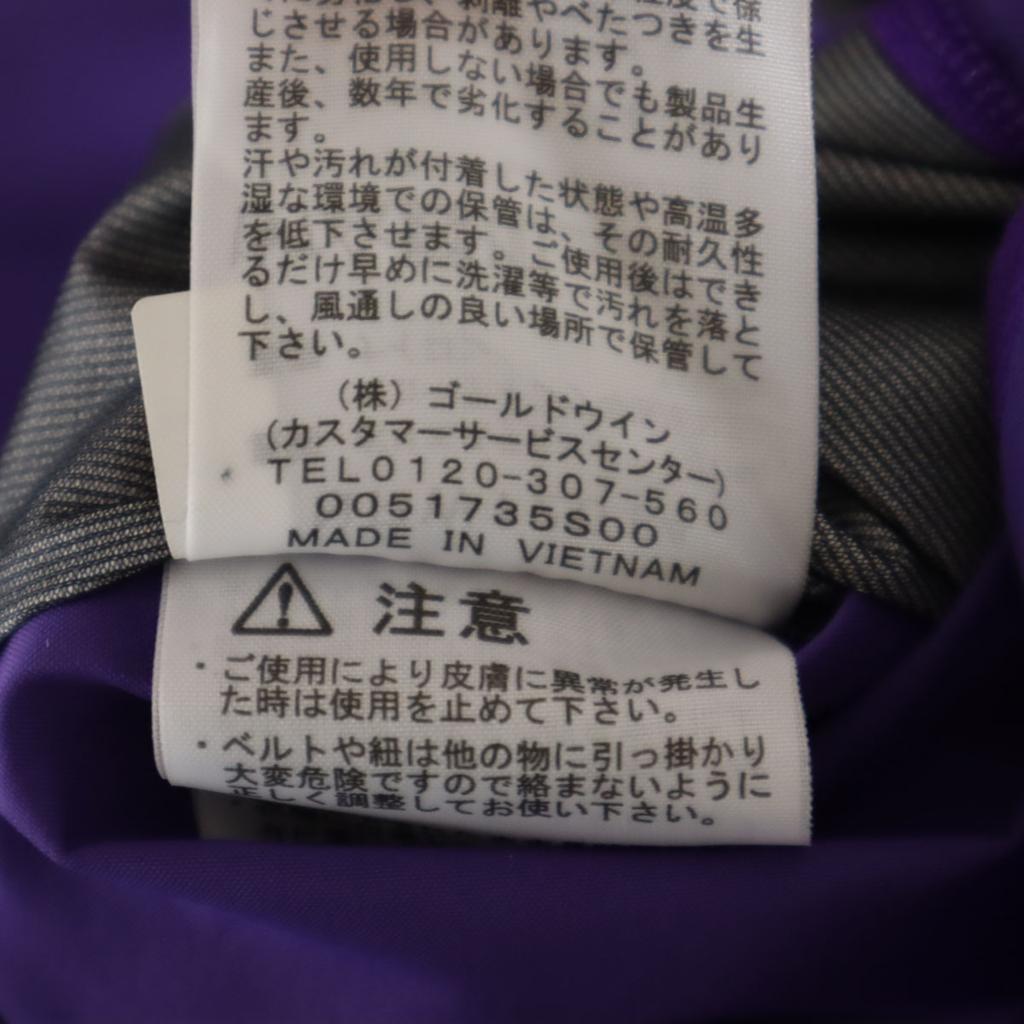 剥離やべたつきを生
じさせる場合があります。
また、使用しない場合でも製品生
産後、数年で劣化することがあり
ます。
汗や汚れが付着した状態や高温多
湿な環境での保管は、その耐久性
を低下させます。ご使用後はでき
るだけ早めに洗濯等で汚れを落と
し、風通しの良い場所で保管して
下さい。
(株) ゴールドウイン
(カスタマーサービスセンター)
TEL0120-307-560
0051735S00
MADE IN VIETNAM
注意
・ご使用により皮膚に異常が発生し
た時は使用を止めて下さい。
・ベルトや紐は他の物に引っ掛かり
大変危険ですので絡まないように
正しく調整してお使い下さい。